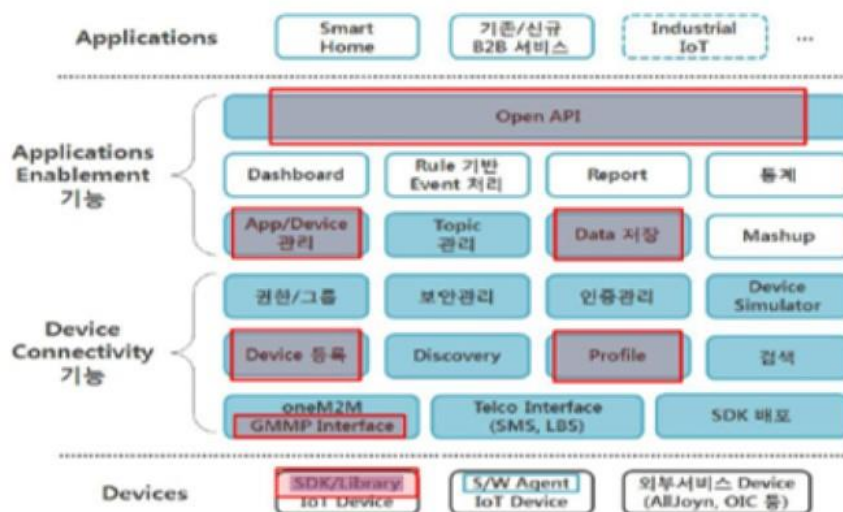 Applications
Smart
Home
기존/신규
B2B 서비스
Industrial
IoT
...
Applications
Enablement
기능
Open API
Dashboard
Rule 기반
Event 처리
Report
통계
App/Device
관리
Topic
관리
Data 저장
Mashup
Device
Connectivity
기능
권한/그룹
보안관리
인증관리
Device
Simulator
Device 등록
Discovery
Profile
검색
oneM2M
GMMP Interface
Telco Interface
(SMS, LBS)
SDK 배포
Devices
SDK/Library
IoT Device
S/W Agent
IoT Device
외부서비스 Device
(AllJoyn, OIC 등)